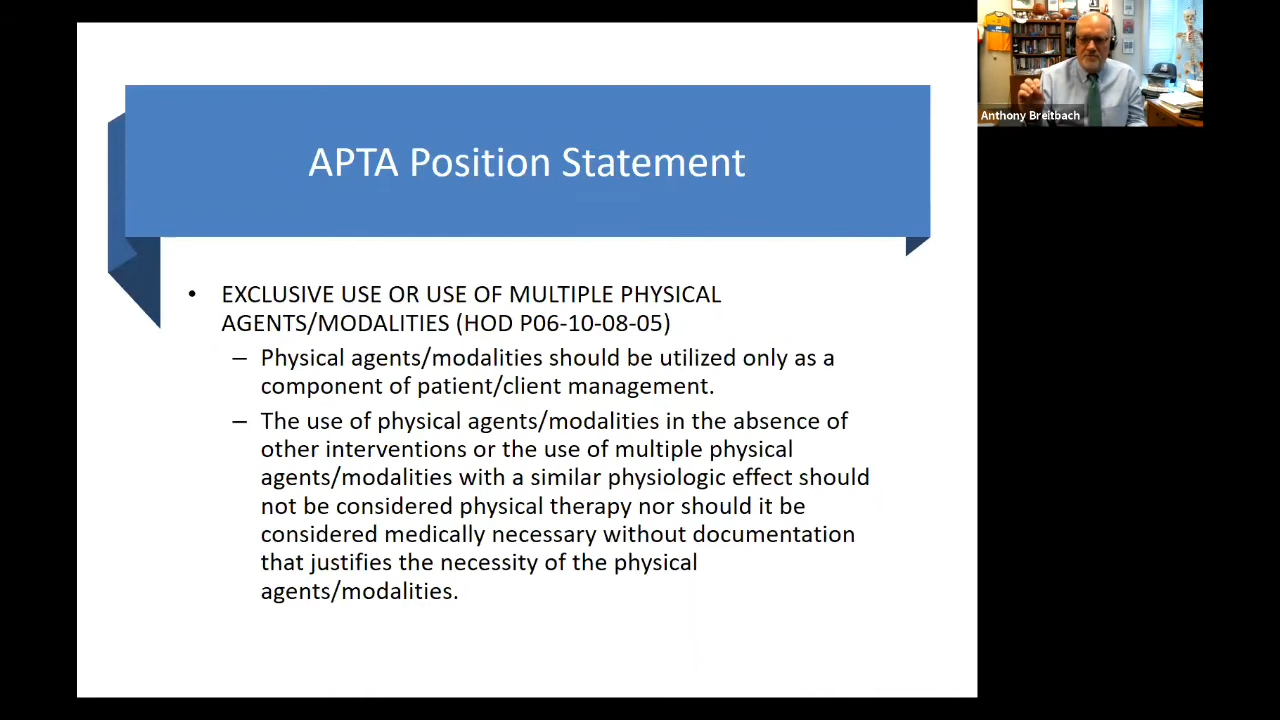 APTA Position Statement
• EXCLUSIVE USE OR USE OF MULTIPLE PHYSICAL
AGENTS/MODALITIES (HOD P06-10-08-05)
– Physical agents/modalities should be utilized only as a
component of patient/client management.
– The use of physical agents/modalities in the absence of
other interventions or the use of multiple physical
agents/modalities with a similar physiologic effect should
not be considered physical therapy nor should it be
considered medically necessary without documentation
that justifies the necessity of the physical
agents/modalities.
Anthony Breitbach